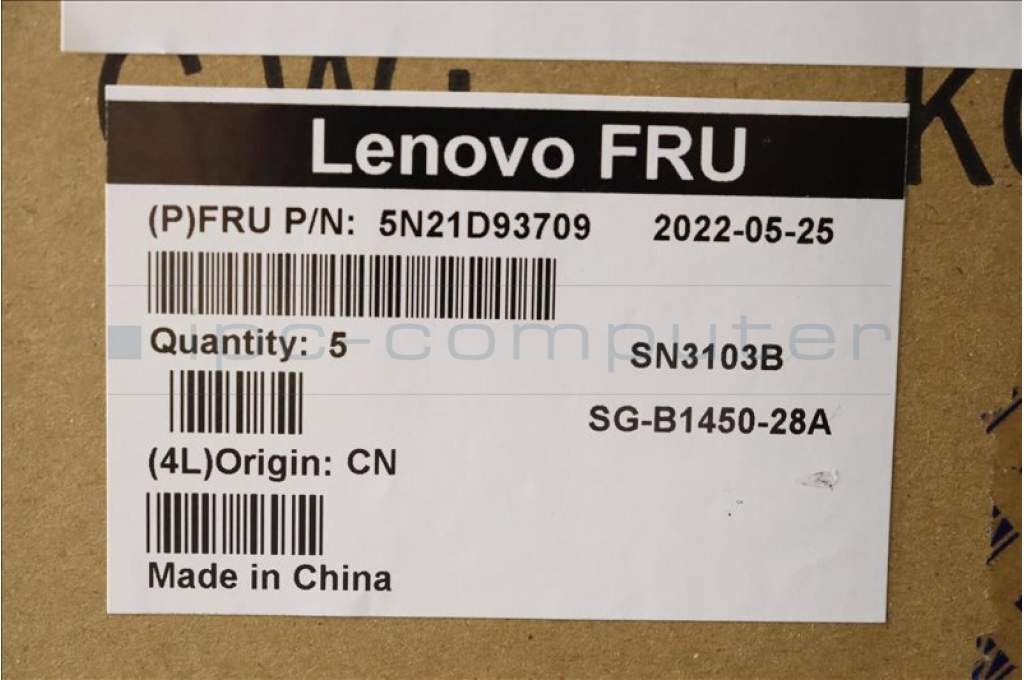 Lenovo FRU
(P)FRU P/N: 5N21D93709 2022-05-25
ipc-computer
Quantity: 5
SN3103B
SG-B1450-28A
(4L)Origin: CN
Made in China